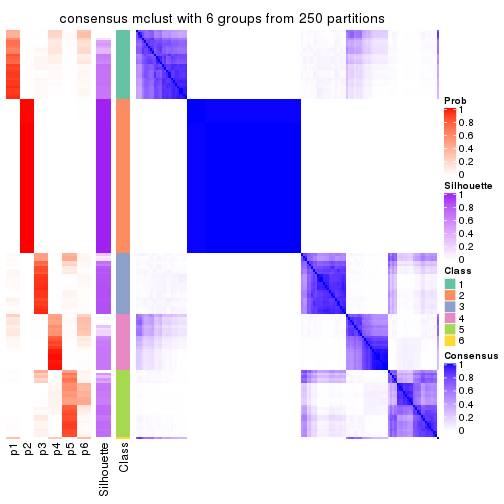 consensus mclust with 6 groups from 250 partitions
Prob
1
0.8
0.6
0.4
0.2
0
Silhouette
1
0.8
0.6
0.4
0.2
0
Class
1
2
3
4
5
6
Consensus
1
0.8
0.6
0.4
0.2
0
p1
p2
p3
p4
p5
p6
Silhouette
Class